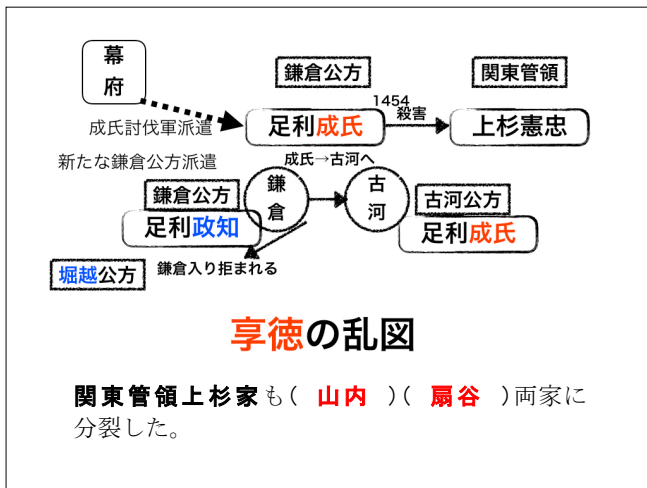 幕
府
鎌倉公方
関東管領
1454
殺害
成氏討伐軍派遣
足利成氏
上杉憲忠
新たな鎌倉公方派遣
成氏→古河へ
鎌倉公方
鎌
倉
古
河
古河公方
足利政知
足利成氏
堀越公方
鎌倉入り拒まれる
享徳の乱図
関東管領上杉家も( 山内 )( 扇谷 )両家に
分裂した。